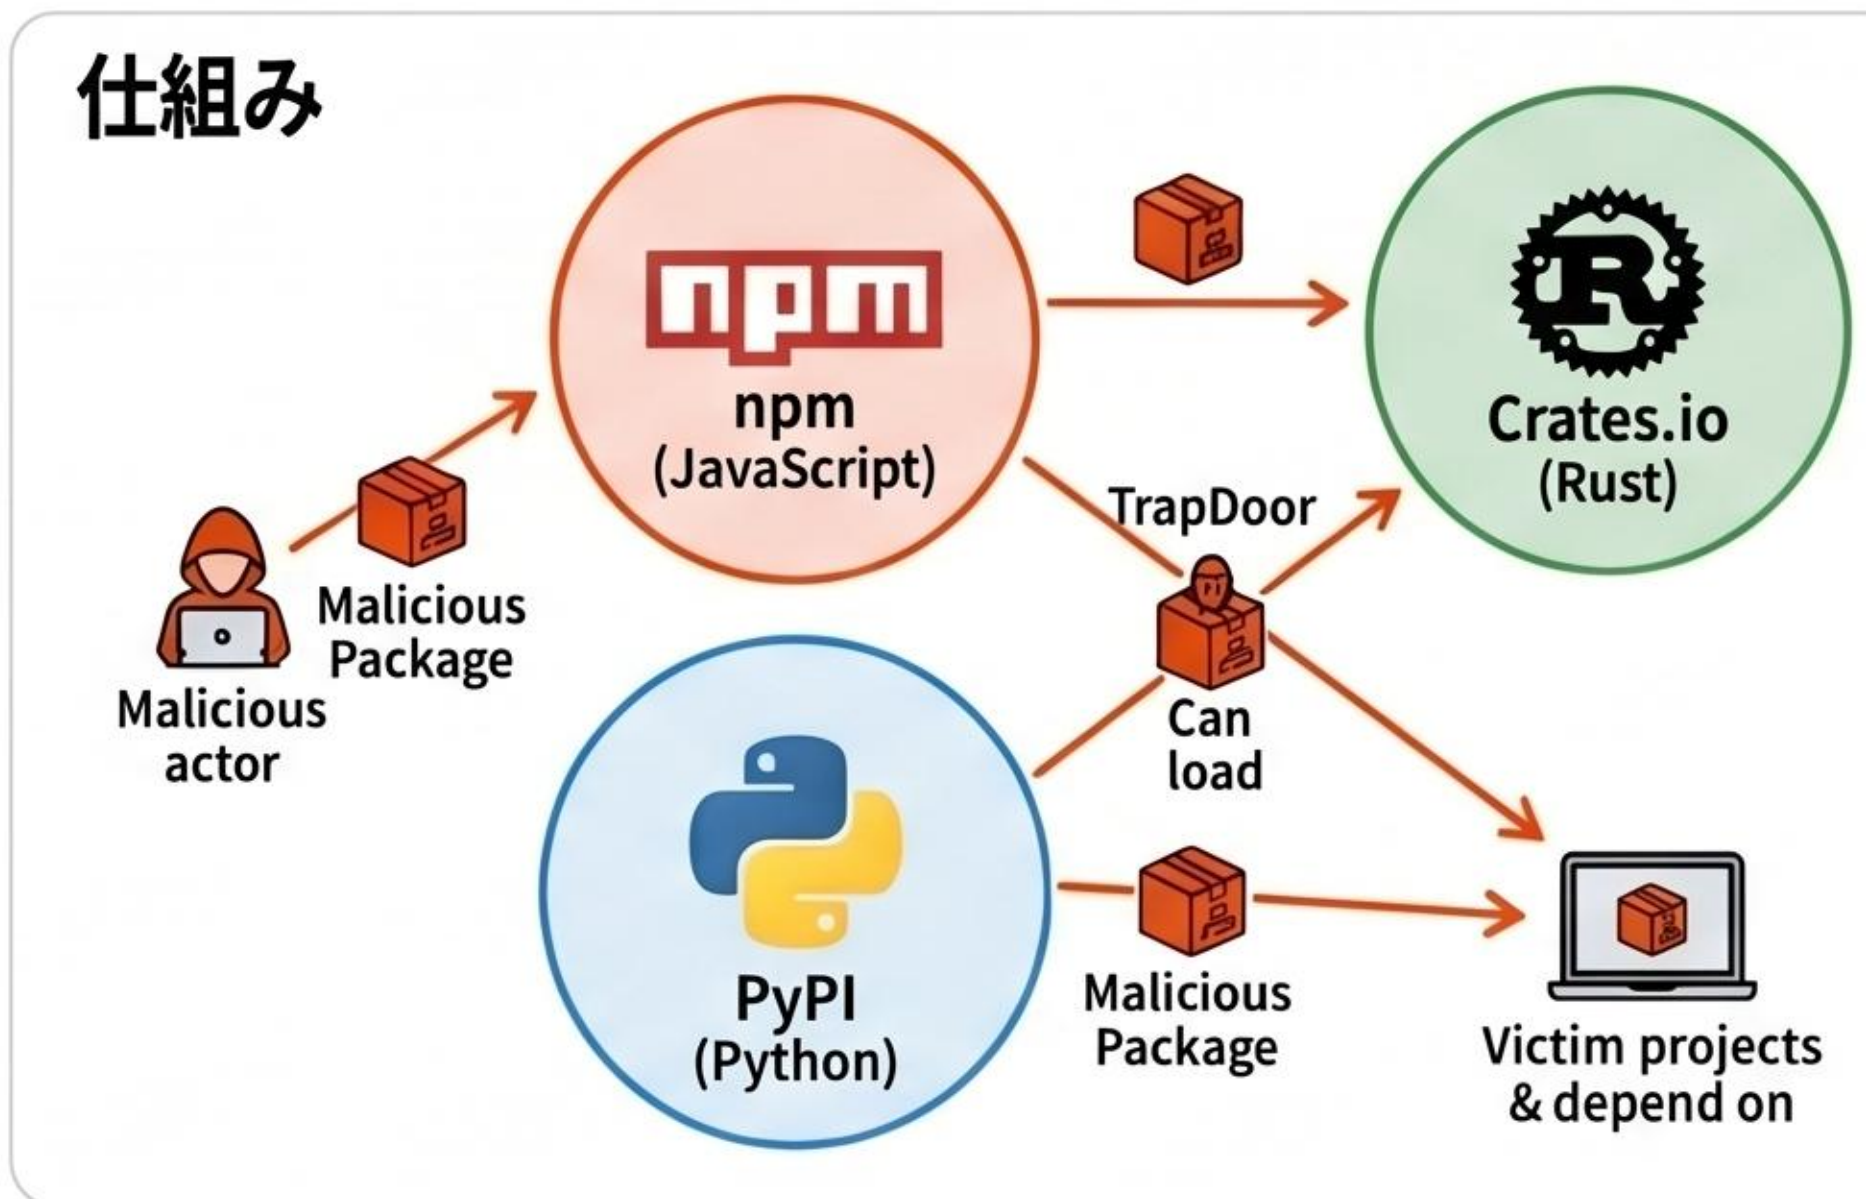 仕組み
npm
npm
(JavaScript)
Crates.io
(Rust)
TrapDoor
Malicious
Package
Malicious
actor
Can
load
PyPI
(Python)
Malicious
Package
Victim projects
& depend on